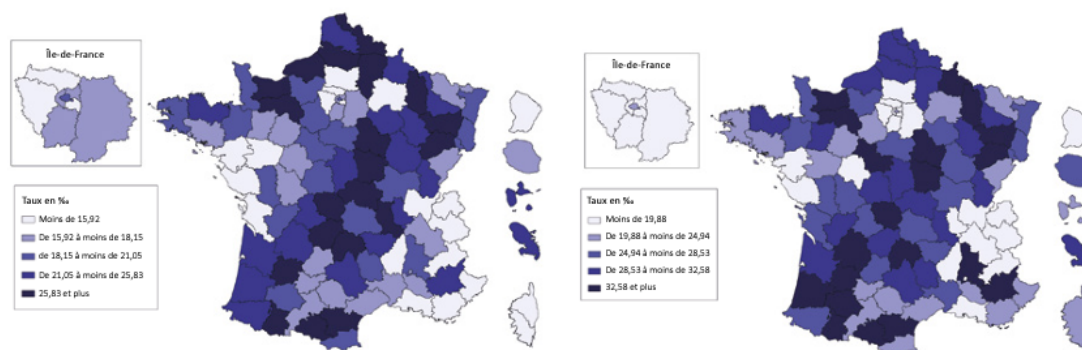 Île-de-France
Taux en ‰
Moins de 15,92
De 15,92 à moins de 18,15
de 18,15 à moins de 21,05
De 21,05 à moins de 25,83
25,83 et plus
Île-de-France
Taux en ‰
Moins de 19,88
De 19,88 à moins de 24,94
De 24,94 à moins de 28,53
De 28,53 à moins de 32,58
32,58 et plus